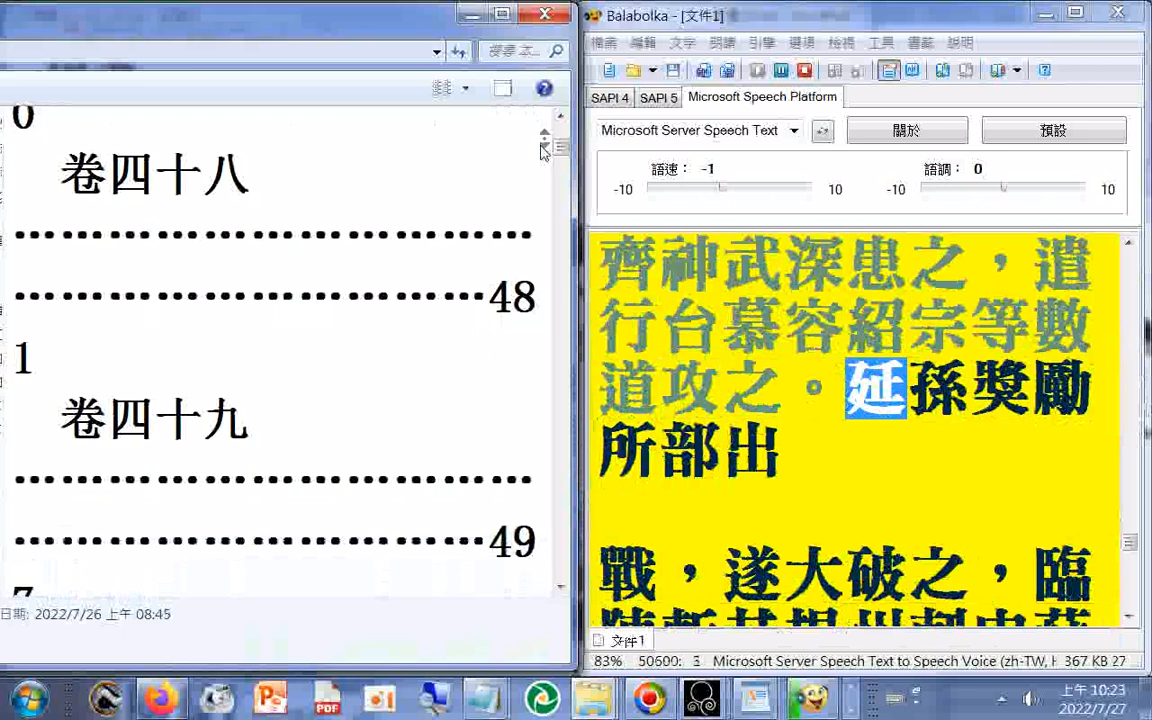 搜尋 本...
0
卷四十八
………………………………
…………………………48
1
卷四十九
………………………………
…………………………49
7
日期: 2022/7/26 上午 08:45
Balabolka - [文件1]
檔案 編輯 文字 朗讀 引擎 選項 檢視 工具 書籤 說明
SAPI 4 SAPI 5 Microsoft Speech Platform
Microsoft Server Speech Text 關於 預設
語速： -1 語調： 0
-10 10 -10 10
齊神武深患之，遣
行台慕容紹宗等數
道攻之。延孫獎勵
所部出
戰，遂大破之，臨
文件1
83% 50600: Microsoft Server Speech Text to Speech Voice (zh-TW, H 367 KB 27
上午 10:23
2022/7/27